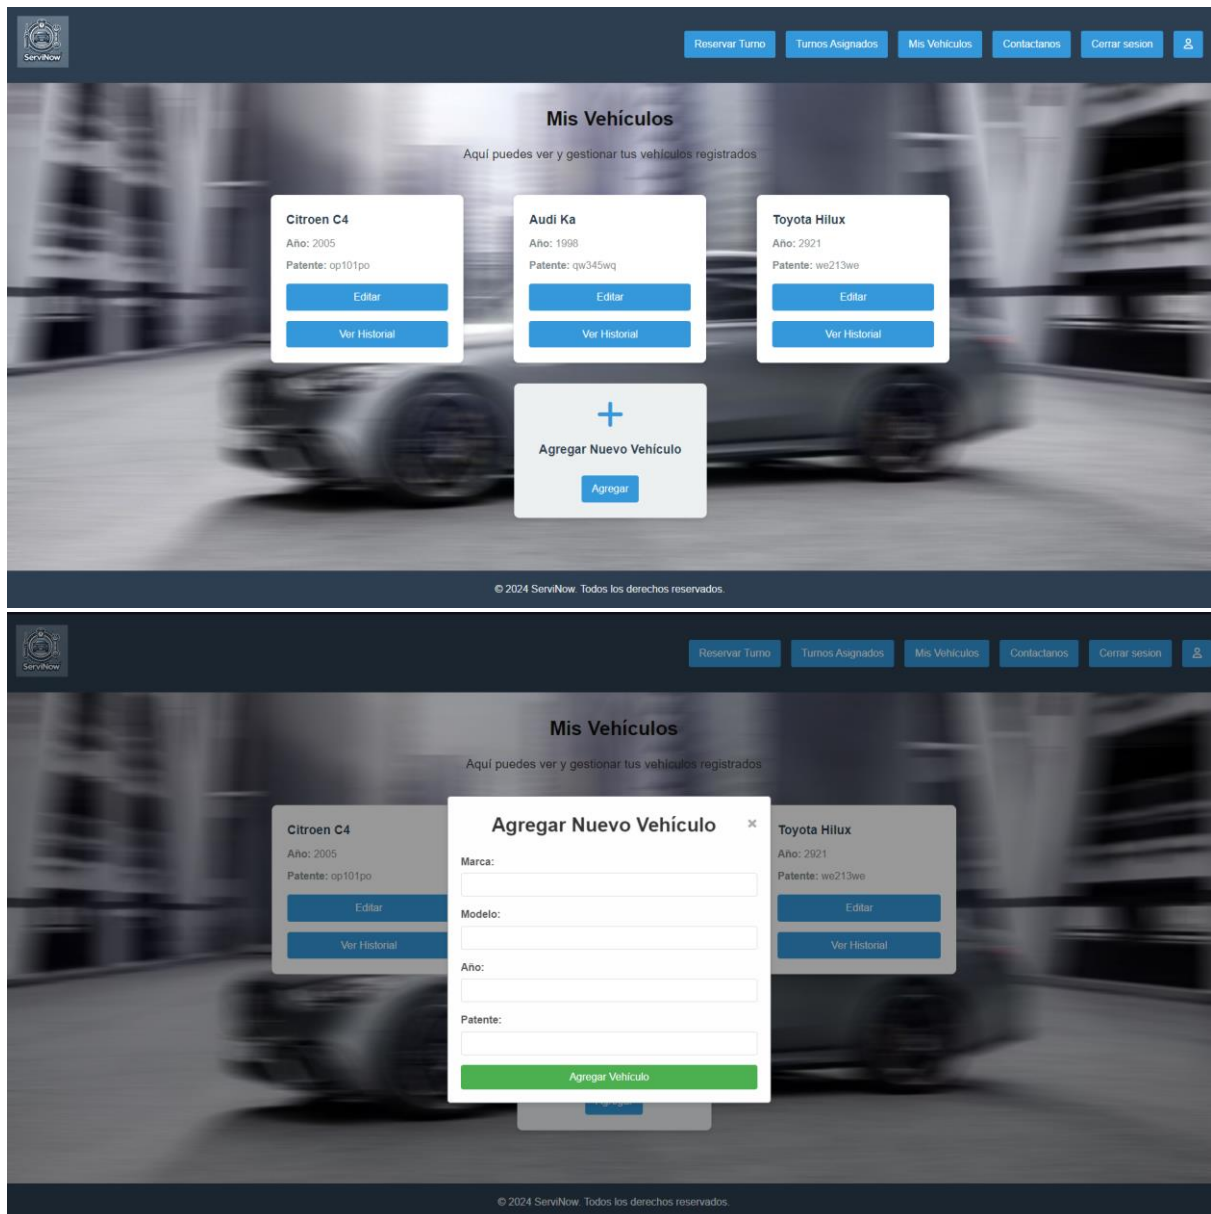 ServiNow
Reservar Turno Turnos Asignados Mis Vehículos Contactanos Cerrar sesion
Mis Vehículos
Aquí puedes ver y gestionar tus vehículos registrados
Citroen C4 Audi Ka Toyota Hilux
Año: 2005 Año: 1998 Año: 2921
Patente: op101po Patente: qw345wq Patente: we213we
Editar Editar Editar
Ver Historial Ver Historial Ver Historial
Agregar Nuevo Vehículo
Agregar
© 2024 ServiNow. Todos los derechos reservados.
ServiNow
Reservar Turno Turnos Asignados Mis Vehículos Contactanos Cerrar sesion
Mis Vehículos
Aquí puedes ver y gestionar tus vehículos registrados
Citroen C4 Toyota Hilux
Año: 2005 Año: 2921
Patente: op101po Patente: we213we
Editar Editar
Ver Historial Ver Historial
Agregar Nuevo Vehículo ×
Marca:
Modelo:
Año:
Patente:
Agregar Vehículo
Agregar
© 2024 ServiNow. Todos los derechos reservados.